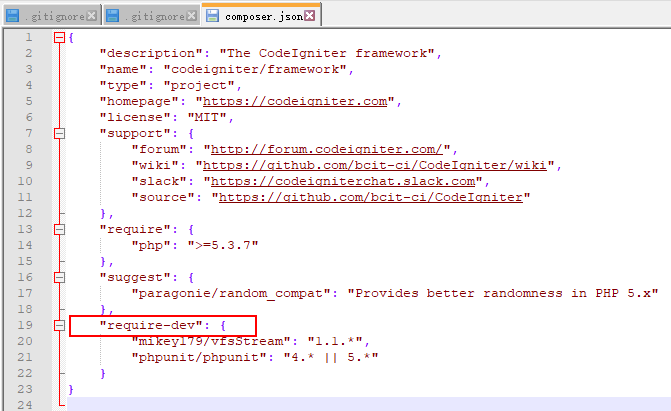 .gitignore .gitignore composer.json
1 {
2 "description": "The CodeIgniter framework",
3 "name": "codeigniter/framework",
4 "type": "project",
5 "homepage": "https://codeigniter.com",
6 "license": "MIT",
7 "support": {
8 "forum": "http://forum.codeigniter.com/",
9 "wiki": "https://github.com/bcit-ci/CodeIgniter/wiki",
10 "slack": "https://codeigniterchat.slack.com",
11 "source": "https://github.com/bcit-ci/CodeIgniter"
12 },
13 "require": {
14 "php": ">=5.3.7"
15 },
16 "suggest": {
17 "paragonie/random_compat": "Provides better randomness in PHP 5.x"
18 },
19 "require-dev": {
20 "mikey179/vfsStream": "1.1.*",
21 "phpunit/phpunit": "4.* || 5.*"
22 }
23 }
24